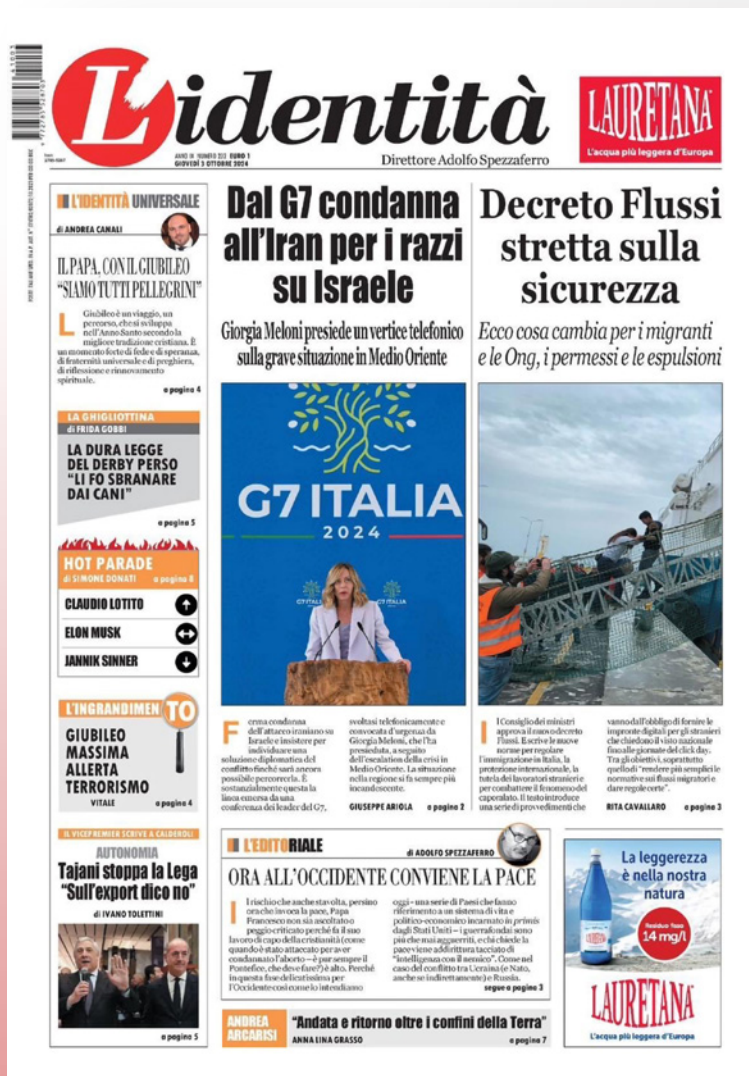 L'identità
ANNO III NUMERO 223 EURO 1
GIOVEDÌ 3 OTTOBRE 2024
Direttore Adolfo Spezzaferro
LAURETANA
L'acqua più leggera d'Europa
L'IDENTITÀ UNIVERSALE
di ANDREA CANALI
IL PAPA, CON IL GIUBILEO
"SIAMO TUTTI PELLEGRINI"
L Giubileo è un viaggio, un
percorso, che si sviluppa
nell'Anno Santo secondo la
migliore tradizione cristiana. È
un momento forte di fede e di speranza,
di fraternità universale e di preghiera,
di riflessione e rinnovamento
spirituale.
a pagina 4
LA GHIGLIOTTINA
di FRIDA GOBBI
LA DURA LEGGE
DEL DERBY PERSO
"LI FO SBRANARE
DAI CANI"
a pagina 5
HOT PARADE
di SIMONE DONATI a pagina 8
CLAUDIO LOTITO
ELON MUSK
JANNIK SINNER
L'INGRANDIMENTO
GIUBILEO
MASSIMA
ALLERTA
TERRORISMO
VITALE a pagina 4
IL VICEPREMIER SCRIVE A CALDEROLI
AUTONOMIA
Tajani stoppa la Lega
"Sull'export dico no"
di IVANO TOLETTINI
a pagina 5
Dal G7 condanna
all'Iran per i razzi
su Israele
Giorgia Meloni presiede un vertice telefonico
sulla grave situazione in Medio Oriente
G7 ITALIA
2024
G7 ITALIA
G7 ITALIA
Ferma condanna
dell'attacco iraniano su
Israele e insistere per
individuare una
soluzione diplomatica del
conflitto finché sarà ancora
possibile percorrerla. È
sostanzialmente questa la
linea emersa da una
conferenza dei leader del G7,
svoltasi telefonicamente e
convocata d'urgenza da
Giorgia Meloni, che l'ha
presieduta, a seguito
dell'escalation della crisi in
Medio Oriente. La situazione
nella regione si fa sempre più
incandescente.
GIUSEPPE ARIOLA a pagina 2
Decreto Flussi
stretta sulla
sicurezza
Ecco cosa cambia per i migranti
e le Ong, i permessi e le espulsioni
Il Consiglio dei ministri
approva il nuovo decreto
Flussi. E scrive le nuove
norme per regolare
l'immigrazione in Italia, la
protezione internazionale, la
tutela dei lavoratori stranieri e
per combattere il fenomeno del
caporalato. Il testo introduce
una serie di provvedimenti che
vanno dall'obbligo di fornire le
impronte digitali per gli stranieri
che chiedono il visto nazionale
fino alle giornate del click day.
Tra gli obiettivi, soprattutto
quello di "rendere più semplici le
normative sui flussi migratori e
dare regole certe".
RITA CAVALLARO a pagina 3
L'EDITORIALE
di ADOLFO SPEZZAFERRO
ORA ALL'OCCIDENTE CONVIENE LA PACE
Il rischio che anche stavolta, persino
ora che invoca la pace, Papa
Francesco non sia ascoltato o
peggio criticato perché fa il suo
lavoro di capo della cristianità (come
quando è stato attaccato per aver
condannato l'aborto – è pur sempre il
Pontefice, che deve fare?) è alto. Perché
in questa fase delicatissima per
l'Occidente così come lo intendiamo
oggi – una serie di Paesi che fanno
riferimento a un sistema di vita e
politico-economico incarnato in primis
dagli Stati Uniti – i guerrafondai sono
più che mai agguerriti, e chi chiede la
pace viene addirittura tacciato di
"intelligenza con il nemico". Come nel
caso del conflitto tra Ucraina (e Nato,
anche se indirettamente) e Russia.
segue a pagina 3
ANDREA
ARCARISI
"Andata e ritorno oltre i confini della Terra"
ANNA LINA GRASSO a pagina 7
La leggerezza
è nella nostra
natura
Residuo fisso
14 mg/l
LAURETANA
LAURETANA
L'acqua più leggera d'Europa